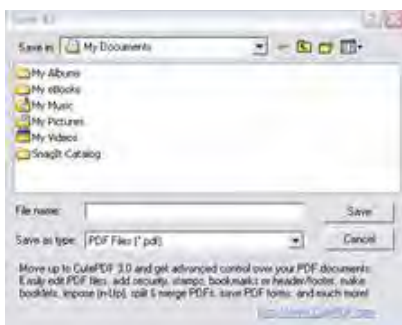 Save As
Save in: My Documents
My Albums
My eBooks
My Music
My Pictures
My Videos
SnagIt Catalog
File name: Save
Save as type: PDF Files (*.pdf) Cancel
Move up to CutePDF 3.0 and get advanced control over your PDF documents.
Easily edit PDF files, add security, stamps, bookmarks or header/footer, make
booklets, impose (n-Up), split & merge PDFs, save PDF forms, and much more!